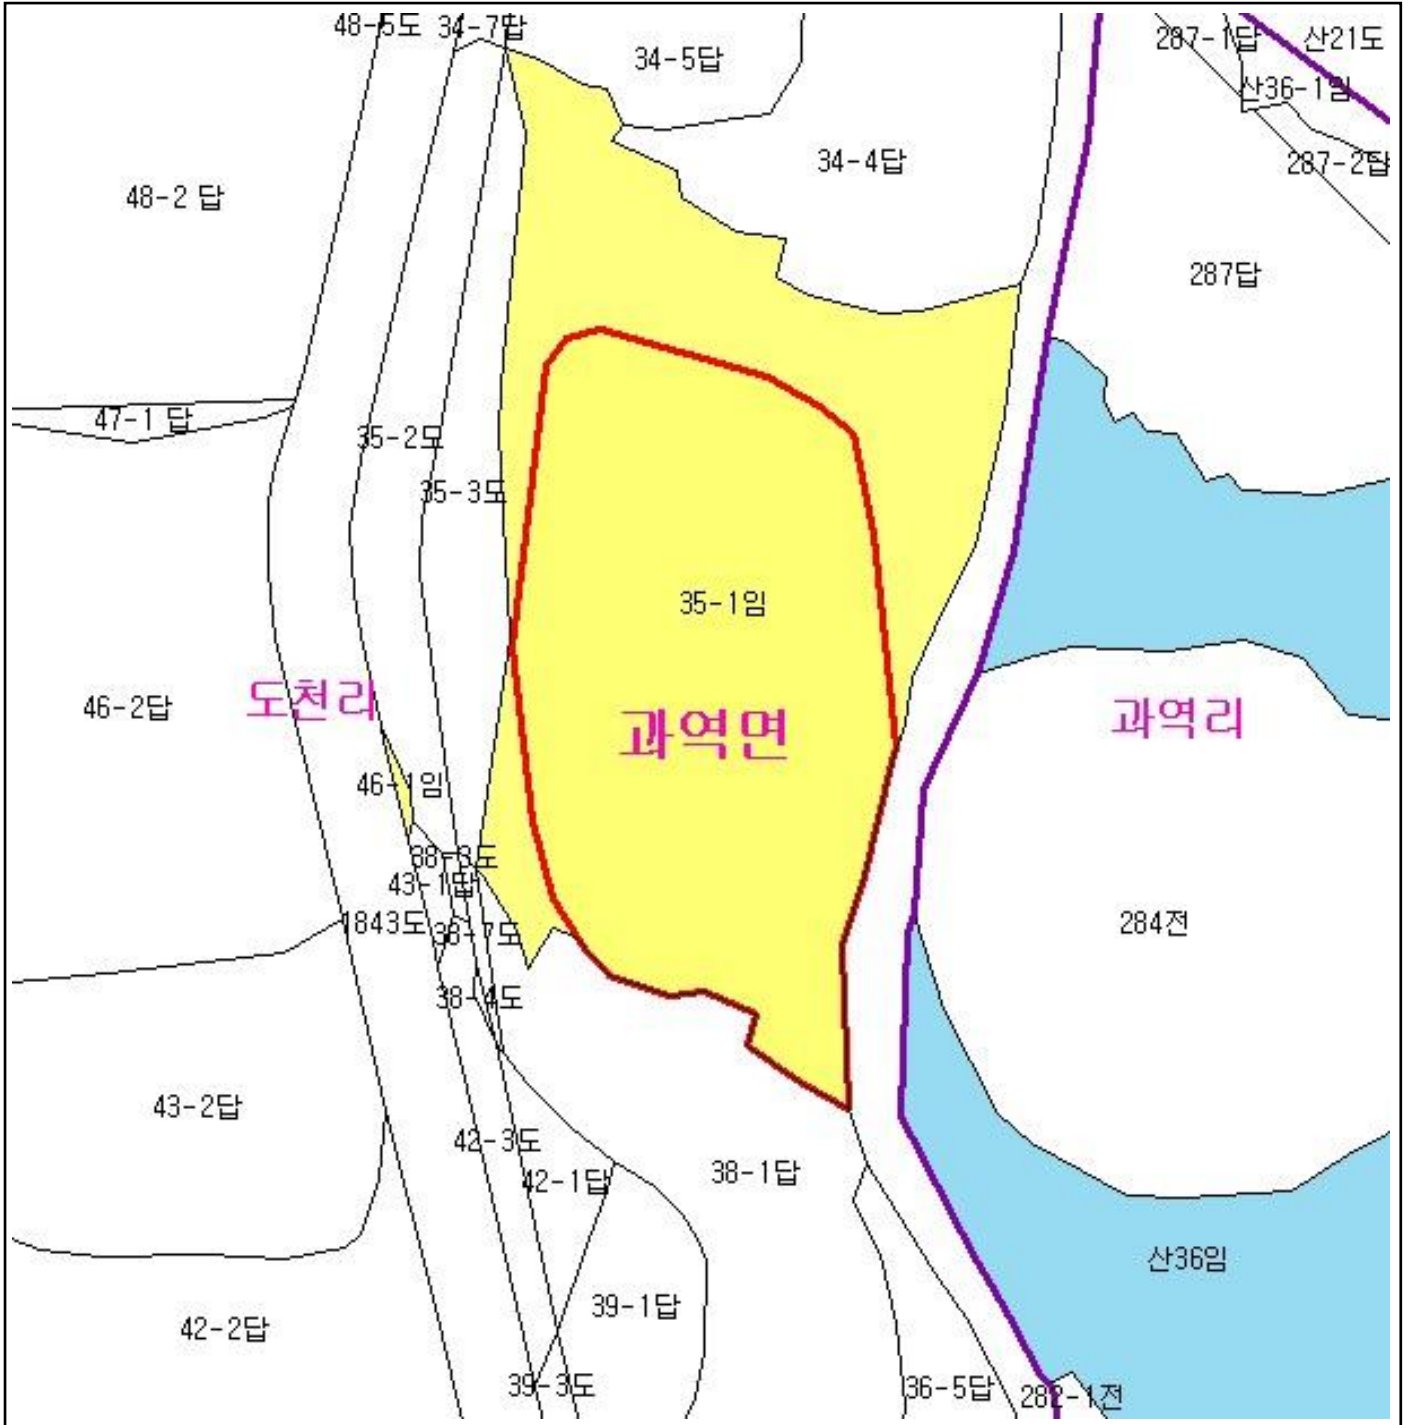 48-5도
34-7답
34-5답
287-1답
산21도
산36-1임
34-4답
287-2답
48-2 답
287답
47-1 답
35-2도
35-3도
35-1임
46-2답
도천리
과역면
과역리
46-1임
38-3도
43-1답
1843도
38-7도
284전
38-4도
43-2답
42-3도
42-1답
38-1답
산36임
39-1답
42-2답
39-3도
36-5답
282-1전